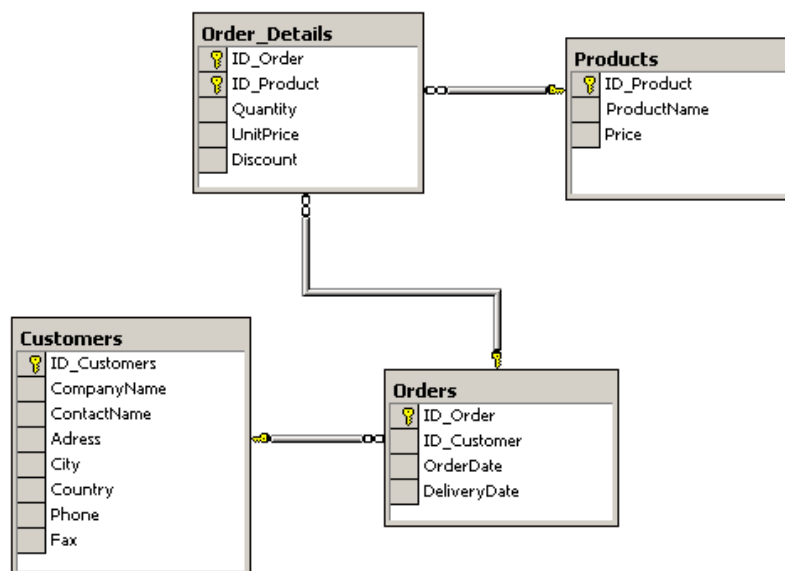 Order_Details
ID_Order
ID_Product
Quantity
UnitPrice
Discount
Products
ID_Product
ProductName
Price
Customers
ID_Customers
CompanyName
ContactName
Adress
City
Country
Phone
Fax
Orders
ID_Order
ID_Customer
OrderDate
DeliveryDate